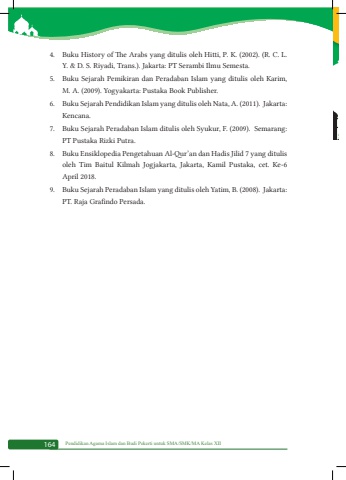 4. Buku History of The Arabs yang ditulis oleh Hitti, P. K. (2002). (R. C. L.
Y. & D. S. Riyadi, Trans.). Jakarta: PT Serambi Ilmu Semesta.
5. Buku Sejarah Pemikiran dan Peradaban Islam yang ditulis oleh Karim,
M. A. (2009). Yogyakarta: Pustaka Book Publisher.
6. Buku Sejarah Pendidikan Islam yang ditulis oleh Nata, A. (2011). Jakarta:
Kencana.
7. Buku Sejarah Peradaban Islam ditulis oleh Syukur, F. (2009). Semarang:
PT Pustaka Rizki Putra.
8. Buku Ensiklopedia Pengetahuan Al-Qur'an dan Hadis Jilid 7 yang ditulis
oleh Tim Baitul Kilmah Jogjakarta, Jakarta, Kamil Pustaka, cet. Ke-6
April 2018.
9. Buku Sejarah Peradaban Islam yang ditulis oleh Yatim, B. (2008). Jakarta:
PT. Raja Grafindo Persada.
164 Pendidikan Agama Islam dan Budi Pekerti untuk SMA/SMK/MA Kelas XII